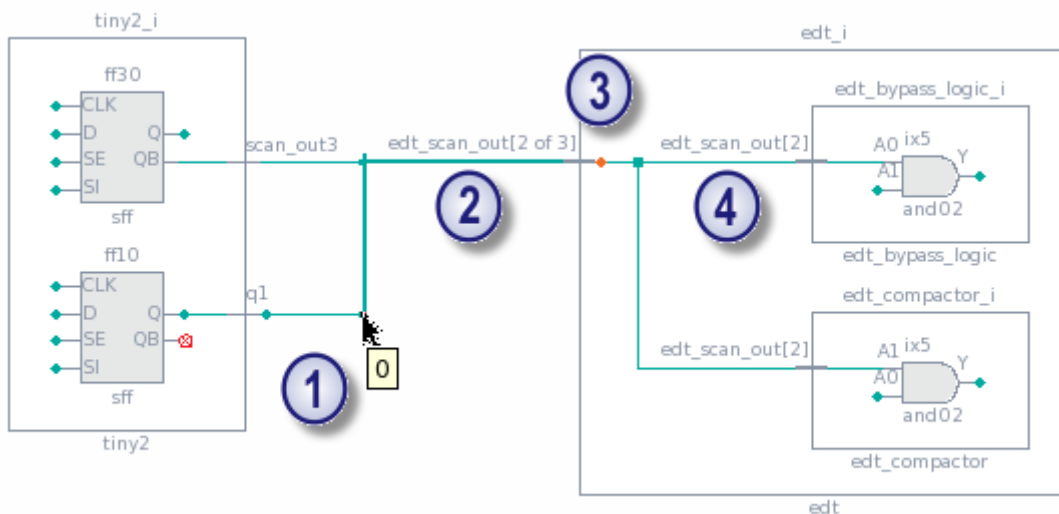 tiny2_i
ff30
CLK
D
SE
SI
Q
QB
sff
ff10
CLK
D
SE
SI
Q
QB
sff
tiny2
scan_out3
q1
1
0
edt_scan_out[2 of 3]
2
edt_i
3
edt_scan_out[2]
4
edt_bypass_logic_i
A0
A1
ix5
Y
and02
edt_bypass_logic
edt_compactor_i
edt_scan_out[2]
A1
A0
ix5
Y
and02
edt_compactor
edt